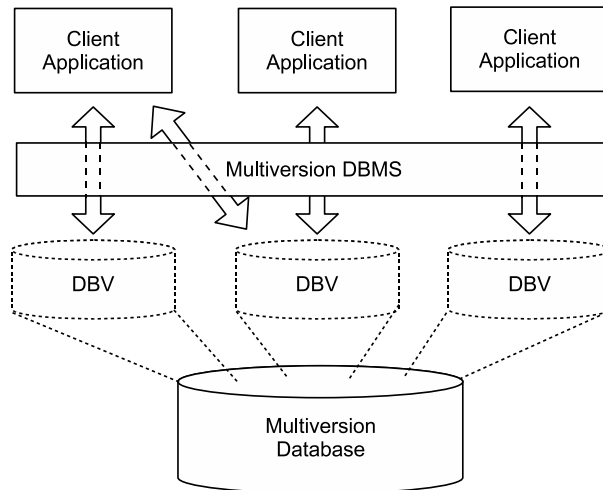 Client
Application
Client
Application
Client
Application
Multiversion DBMS
DBV
DBV
DBV
Multiversion
Database